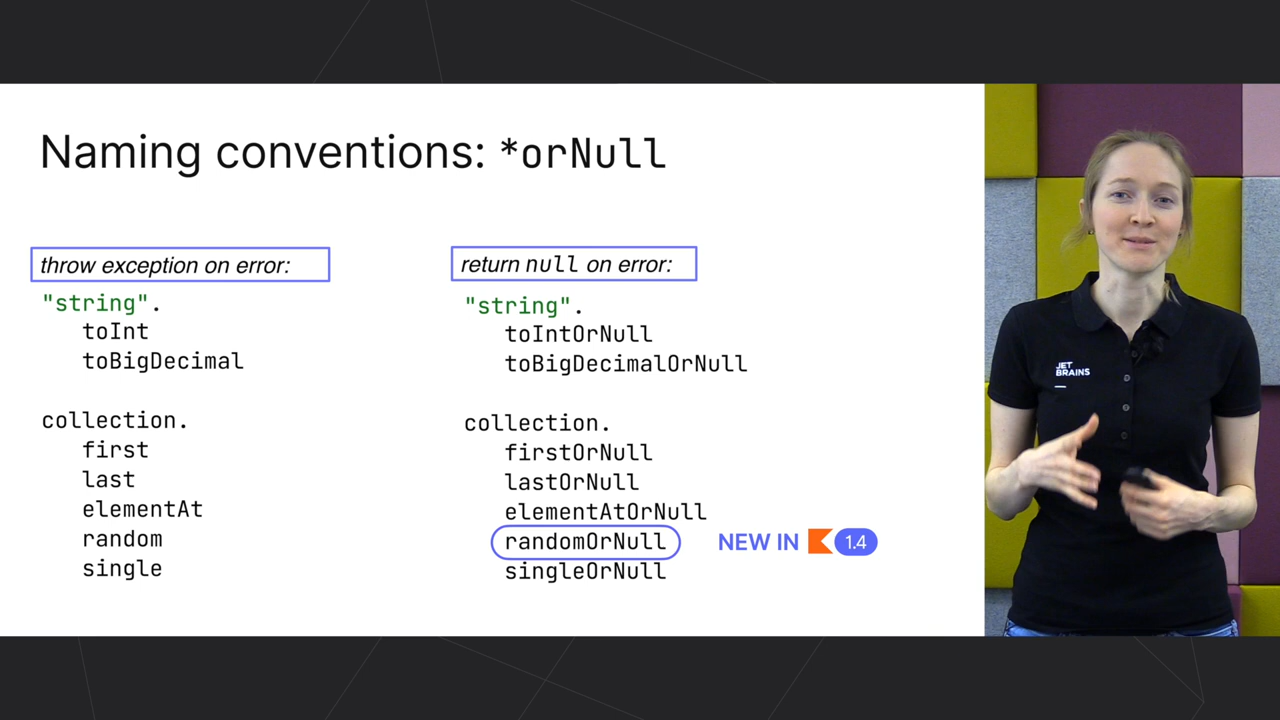 Naming conventions: *orNull
throw exception on error:
"string".
toInt
toBigDecimal
collection.
first
last
elementAt
random
single
return null on error:
"string".
toIntOrNull
toBigDecimalOrNull
collection.
firstOrNull
lastOrNull
elementAtOrNull
randomOrNull
NEW IN 1.4
singleOrNull
JET
BRAINS